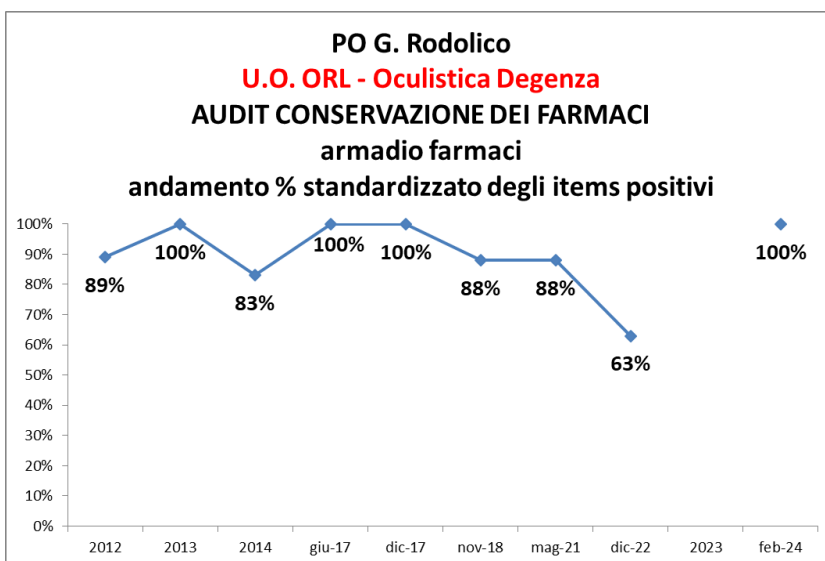 PO G. Rodolico
U.O. ORL - Oculistica Degenza
AUDIT CONSERVAZIONE DEI FARMACI
armadio farmaci
andamento % standardizzato degli items positivi
100%
90%
80%
70%
60%
50%
40%
30%
20%
10%
0%
89%
100%
83%
100%
100%
88%
88%
63%
100%
2012
2013
2014
giu-17
dic-17
nov-18
mag-21
dic-22
2023
feb-24